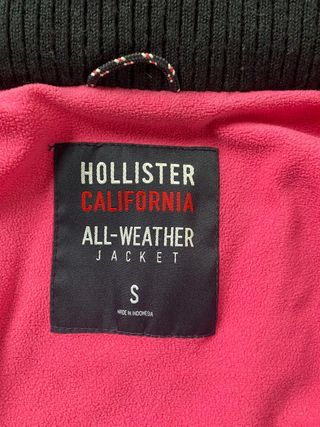 HOLLISTER
CALIFORNIA
ALL-WEATHER
JACKET
S
MADE IN INDONESIA